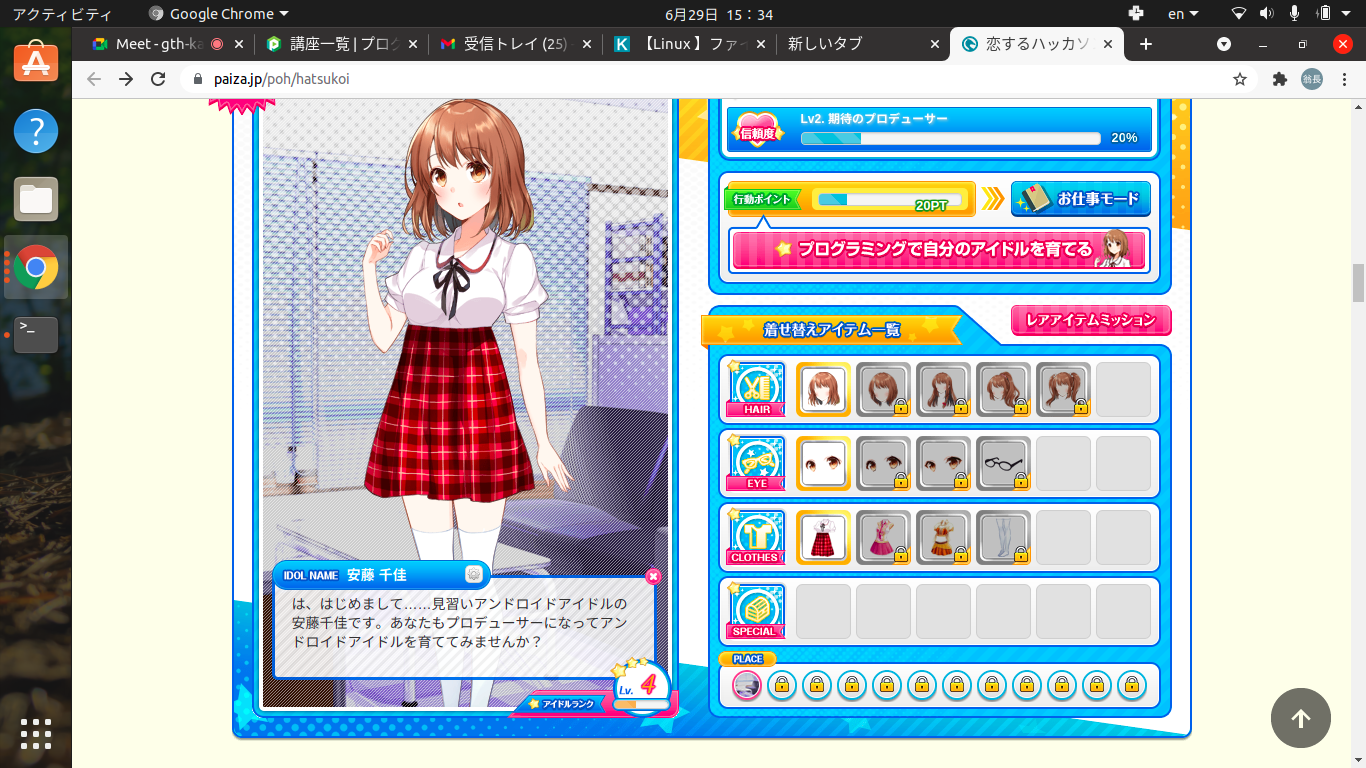 アクティビティ
Google Chrome
6月29日 15：34
en
Meet - gth-ka
講座一覧 | プログ
受信トレイ (25) -
【Linux 】ファイ
新しいタブ
恋するハッカソン
paiza.jp/poh/hatsukoi
翁長
信頼度
Lv2. 期待のプロデューサー
20%
行動ポイント
20PT
お仕事モード
プログラミングで自分のアイドルを育てる
着せ替えアイテム一覧
レアアイテムミッション
HAIR
EYE
CLOTHES
SPECIAL
PLACE
IDOL NAME 安藤 千佳
は、はじめまして……見習いアンドロイドアイドルの
安藤千佳です。あなたもプロデューサーになってアン
ドロイドアイドルを育ててみませんか？
Lv. 4
アイドルランク